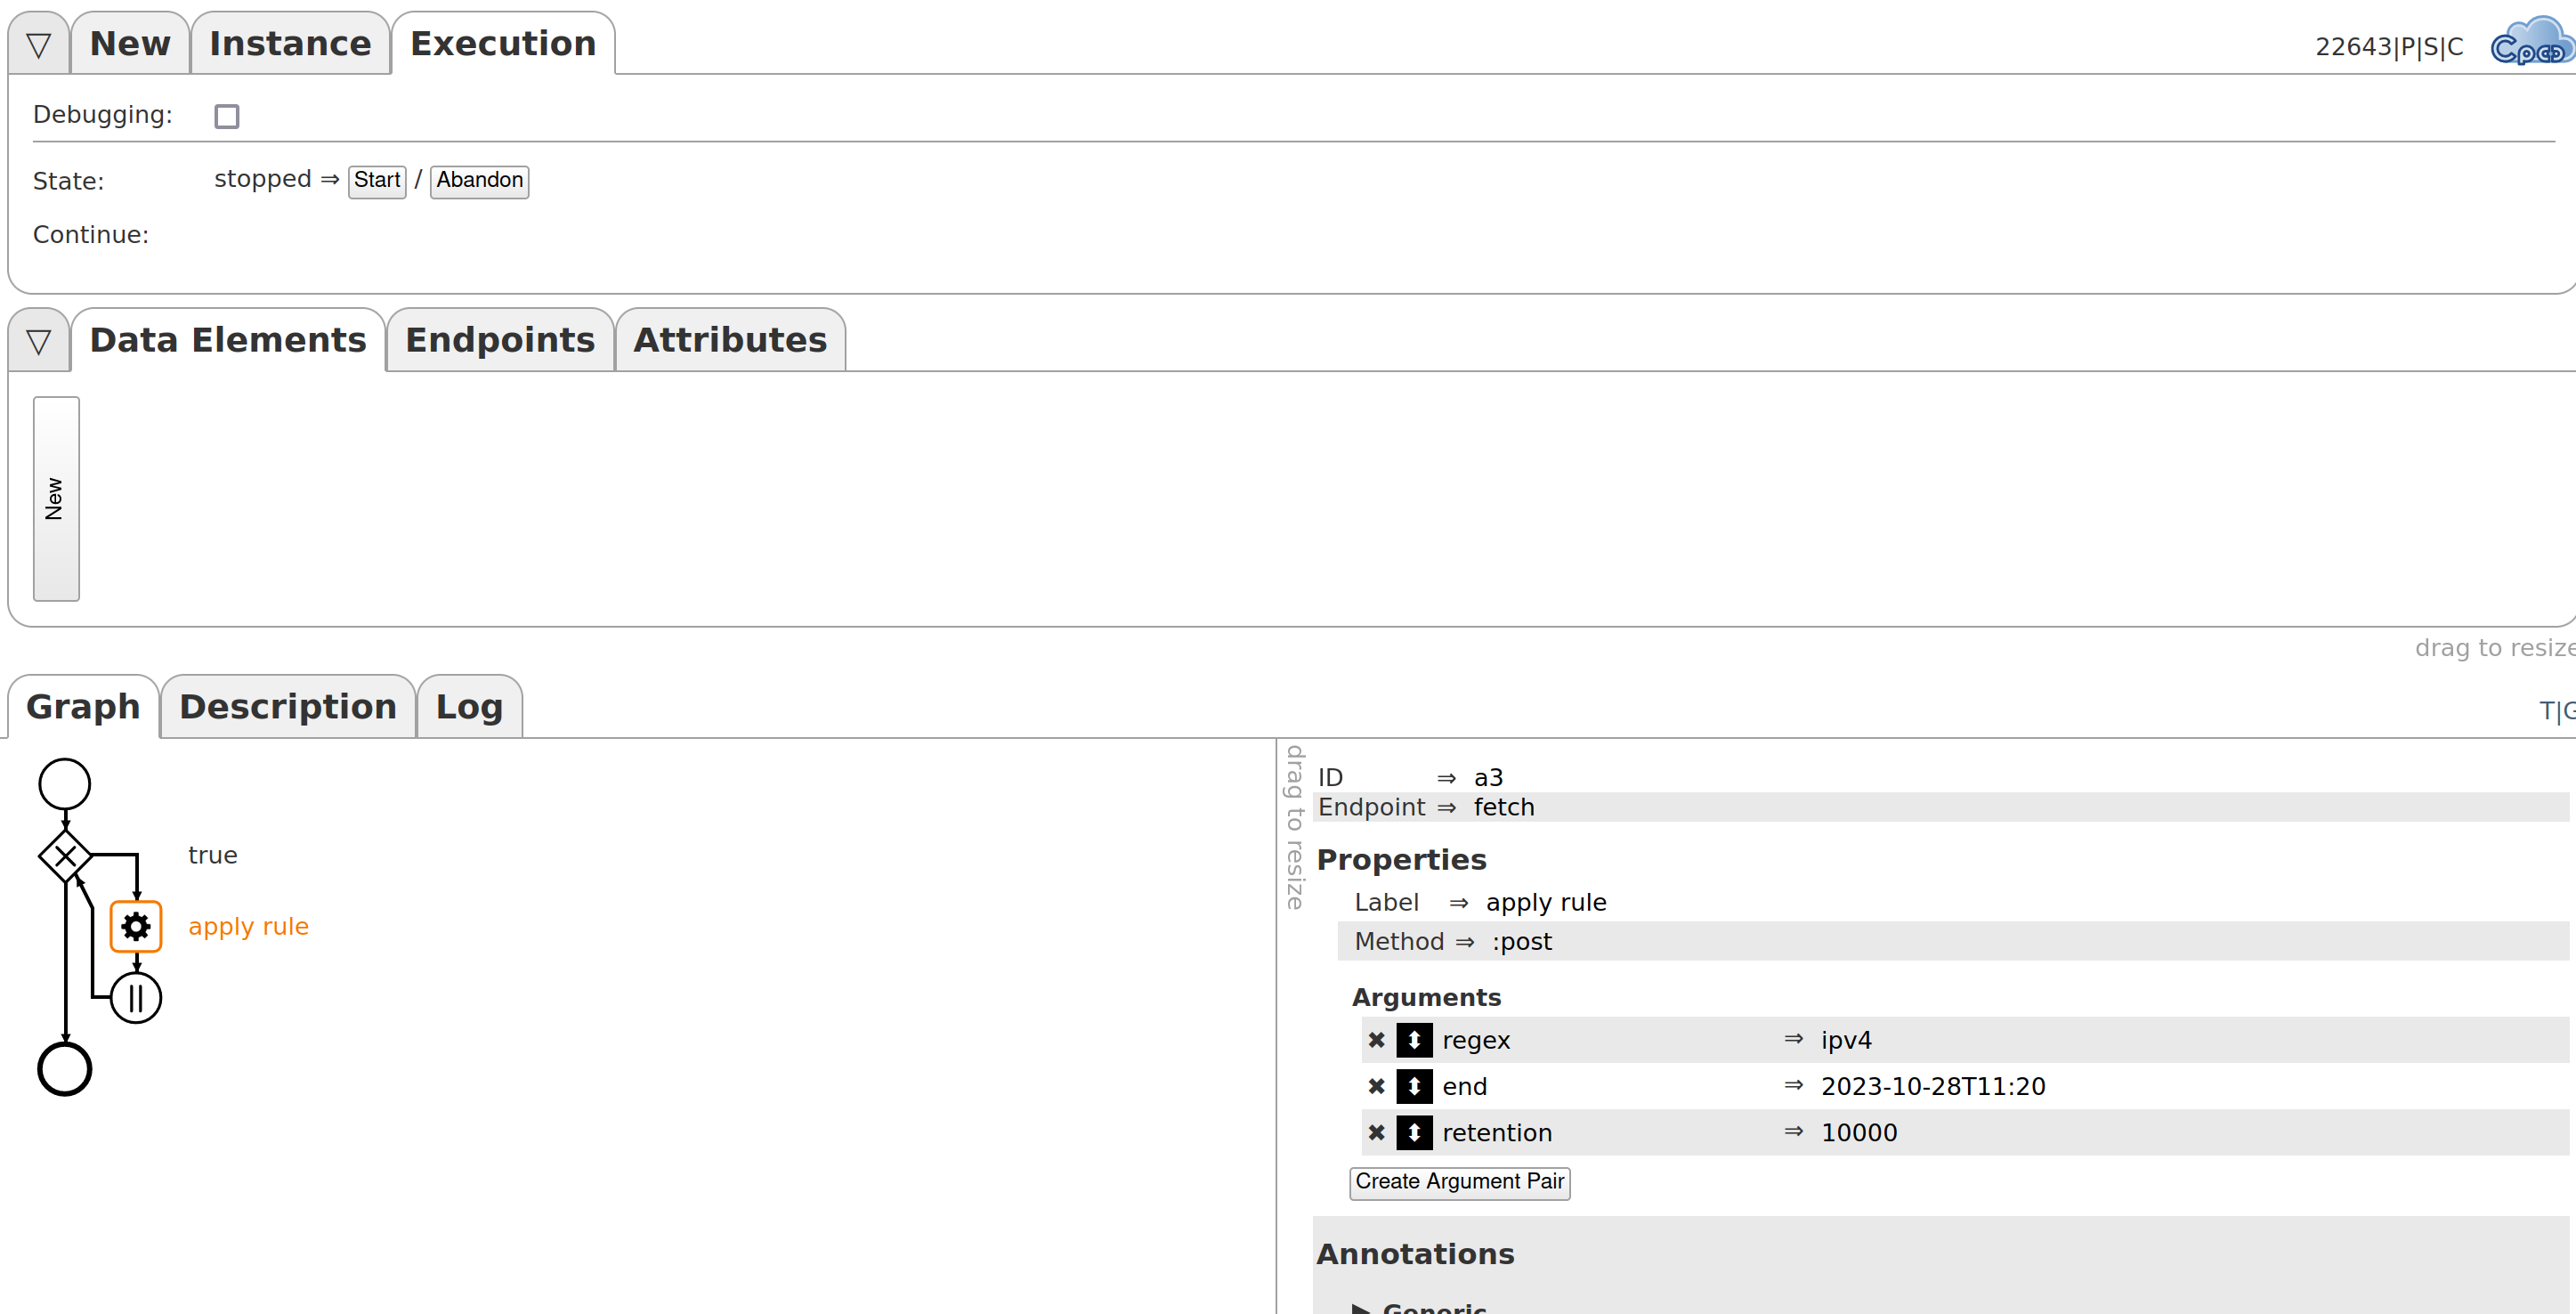 ▽ New Instance Execution 22643|P|S|C Cpee
Debugging:
State: stopped ⇒ Start / Abandon
Continue:
▽ Data Elements Endpoints Attributes
New
drag to resize
Graph Description Log T|G
drag to resize
ID ⇒ a3
Endpoint ⇒ fetch
true
Properties
Label ⇒ apply rule
apply rule
Method ⇒ :post
Arguments
✖ ⬍ regex ⇒ ipv4
✖ ⬍ end ⇒ 2023-10-28T11:20
✖ ⬍ retention ⇒ 10000
Create Argument Pair
Annotations
▶ Generic